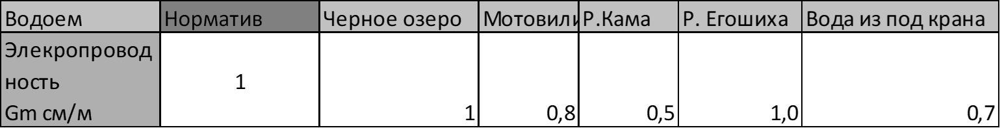 Водоем Норматив Черное озеро Мотовили Р.Кама Р. Егошиха Вода из под крана
Элекропровод
ность 1
Gm см/м 1 0,8 0,5 1,0 0,7